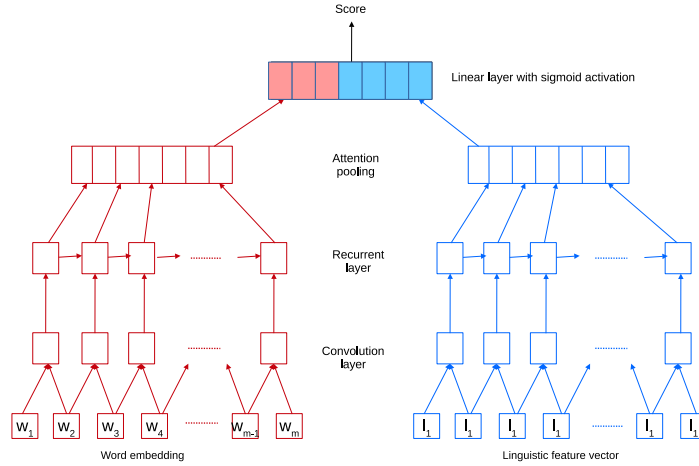 Score
Linear layer with sigmoid activation
Attention
pooling
Recurrent
layer
Convolution
layer
w1 w2 w3 w4 .......... wm-1 wm
l1 l1 l1 l1 .......... l1 l1
Word embedding
Linguistic feature vector